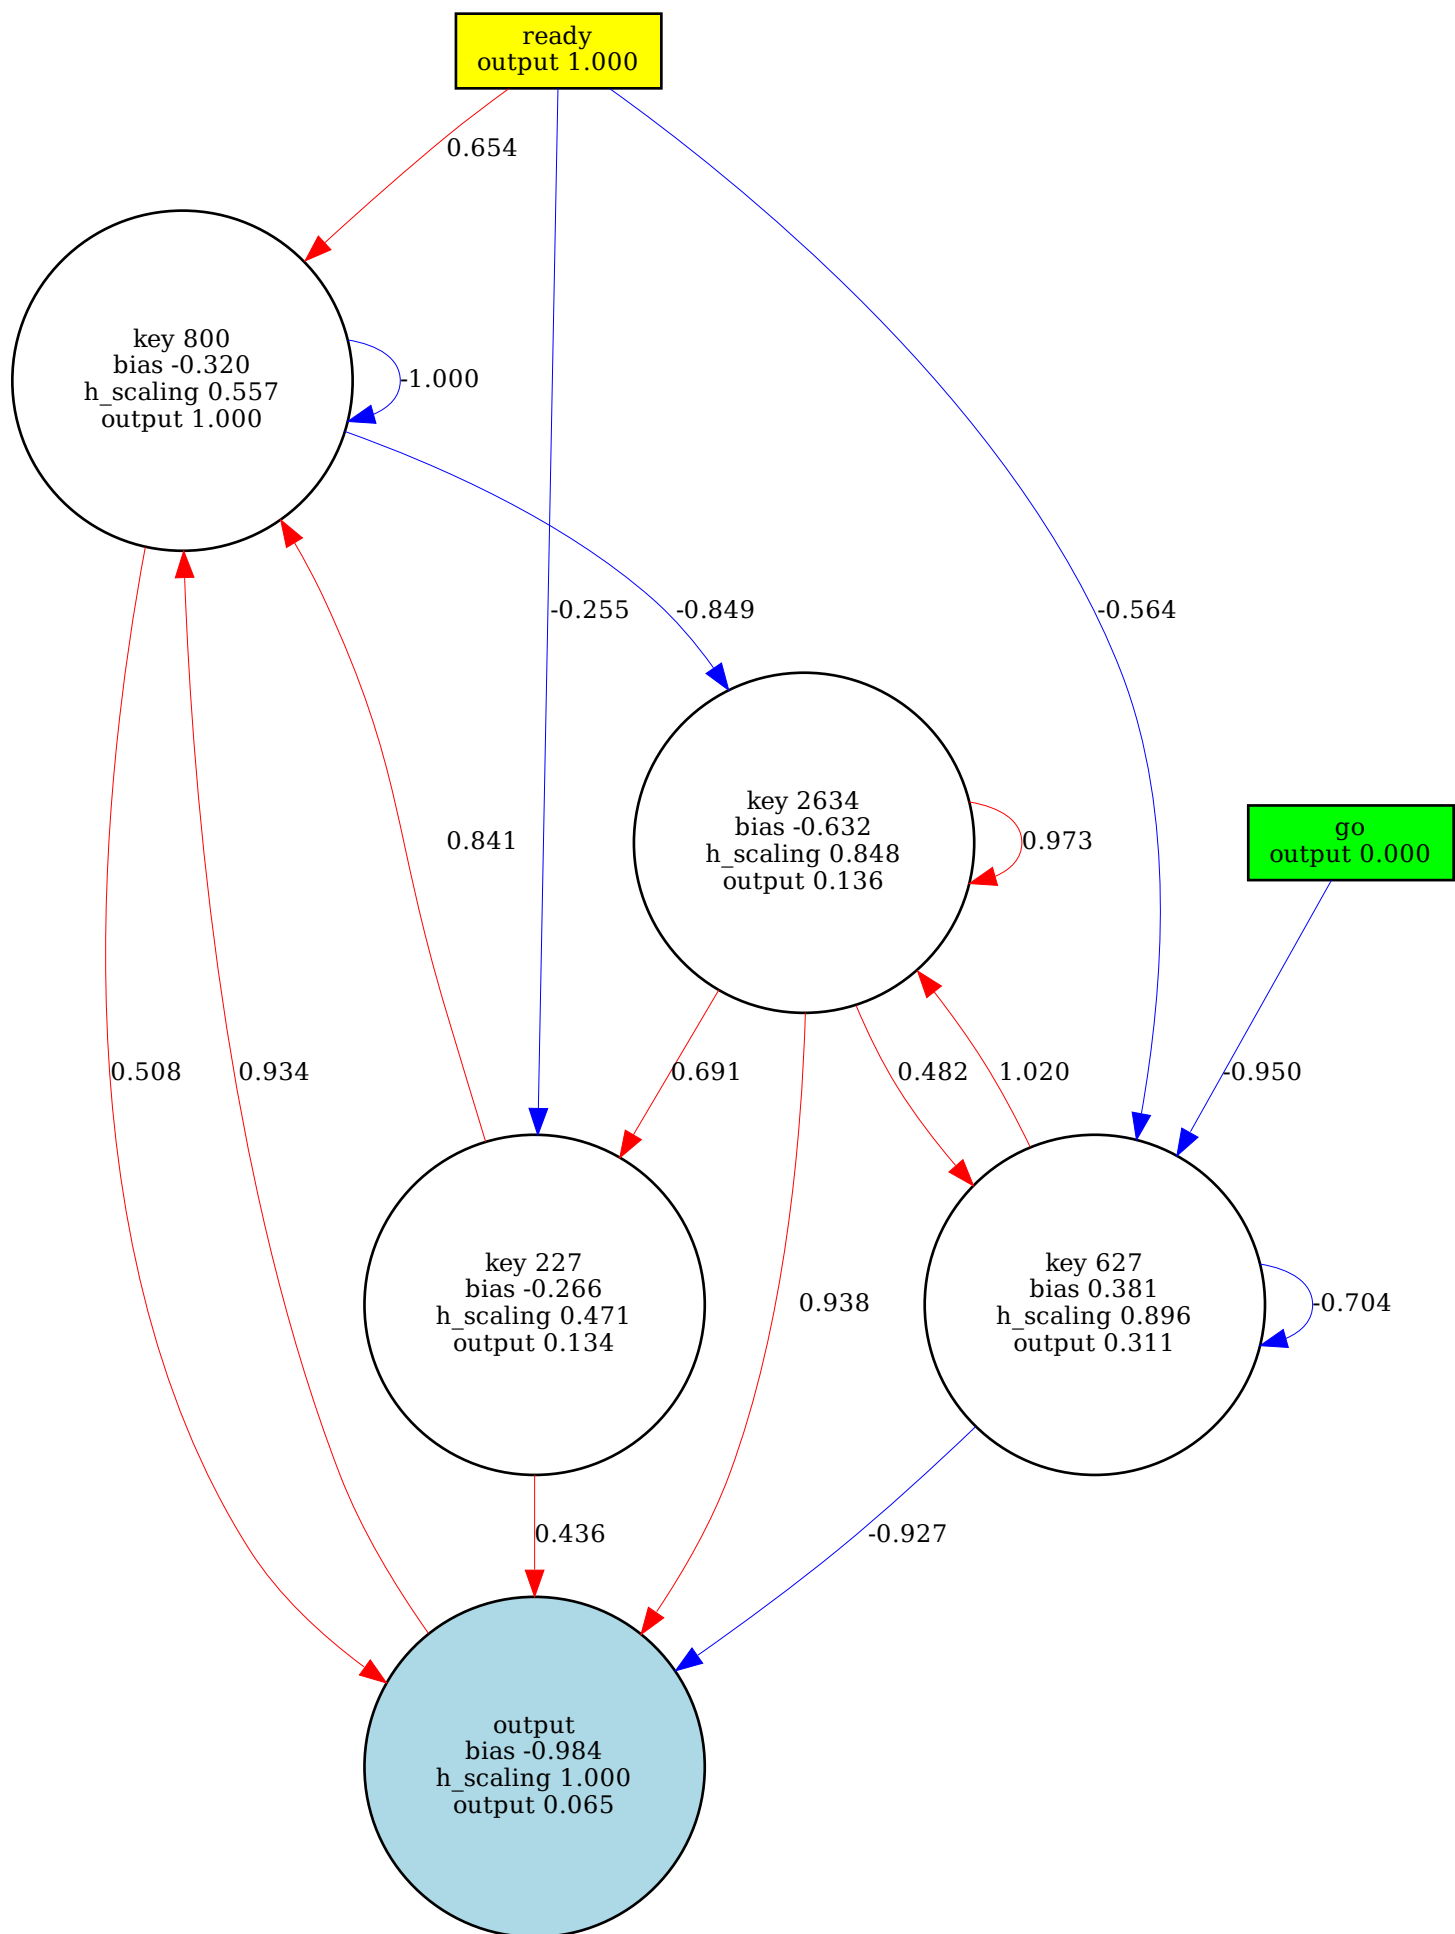 ready
output 1.000
0.654
key 800
bias -0.320
h_scaling 0.557
output 1.000
-1.000
-0.255
-0.849
-0.564
key 2634
bias -0.632
h_scaling 0.848
output 0.136
0.841
0.973
go
output 0.000
0.508
0.934
0.691
0.482
1.020
-0.950
key 227
bias -0.266
h_scaling 0.471
output 0.134
0.938
key 627
bias 0.381
h_scaling 0.896
output 0.311
-0.704
0.436
-0.927
output
bias -0.984
h_scaling 1.000
output 0.065